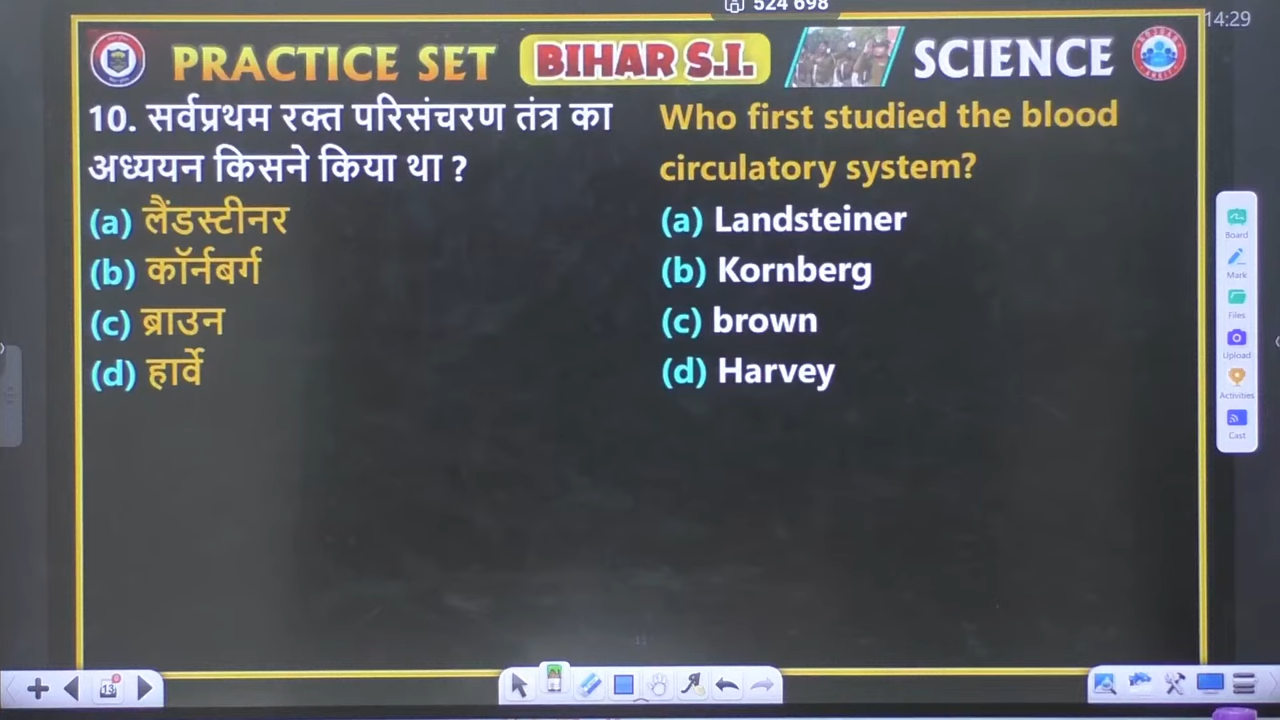 524 698
14:29
PRACTICE SET BIHAR S.I. SCIENCE
10. सर्वप्रथम रक्त परिसंचरण तंत्र का
अध्ययन किसने किया था ?
(a) लैंडस्टीनर
(b) कॉर्नबर्ग
(c) ब्राउन
(d) हार्वे
Who first studied the blood
circulatory system?
(a) Landsteiner
(b) Kornberg
(c) brown
(d) Harvey
Board
Mark
Files
Upload
Activities
Cast
13